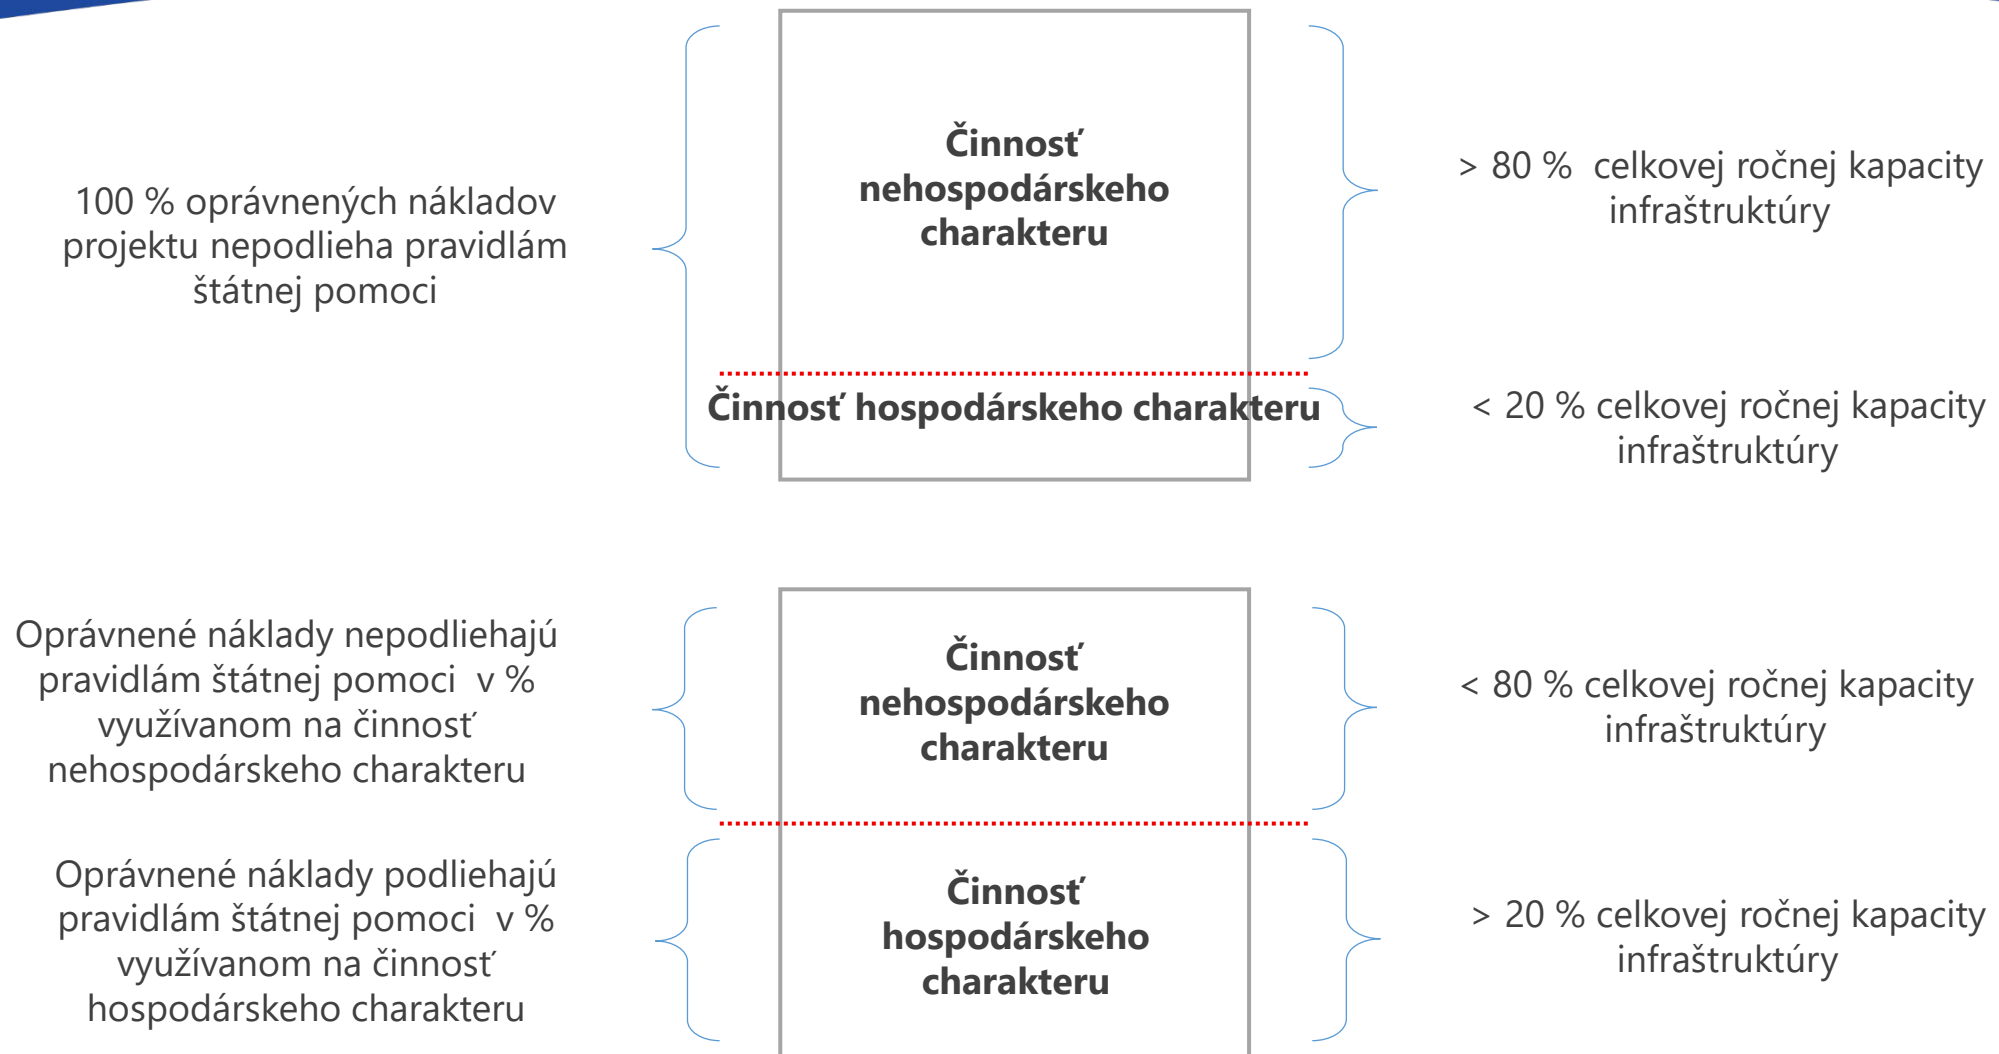 100 % oprávnených nákladov
projektu nepodlieha pravidlám
štátnej pomoci
Činnosť
nehospodárskeho
charakteru
> 80 % celkovej ročnej kapacity
infraštruktúry
Činnosť hospodárskeho charakteru
< 20 % celkovej ročnej kapacity
infraštruktúry
Oprávnené náklady nepodliehajú
pravidlám štátnej pomoci v %
využívanom na činnosť
nehospodárskeho charakteru
Činnosť
nehospodárskeho
charakteru
< 80 % celkovej ročnej kapacity
infraštruktúry
Oprávnené náklady podliehajú
pravidlám štátnej pomoci v %
využívanom na činnosť
hospodárskeho charakteru
Činnosť
hospodárskeho
charakteru
> 20 % celkovej ročnej kapacity
infraštruktúry